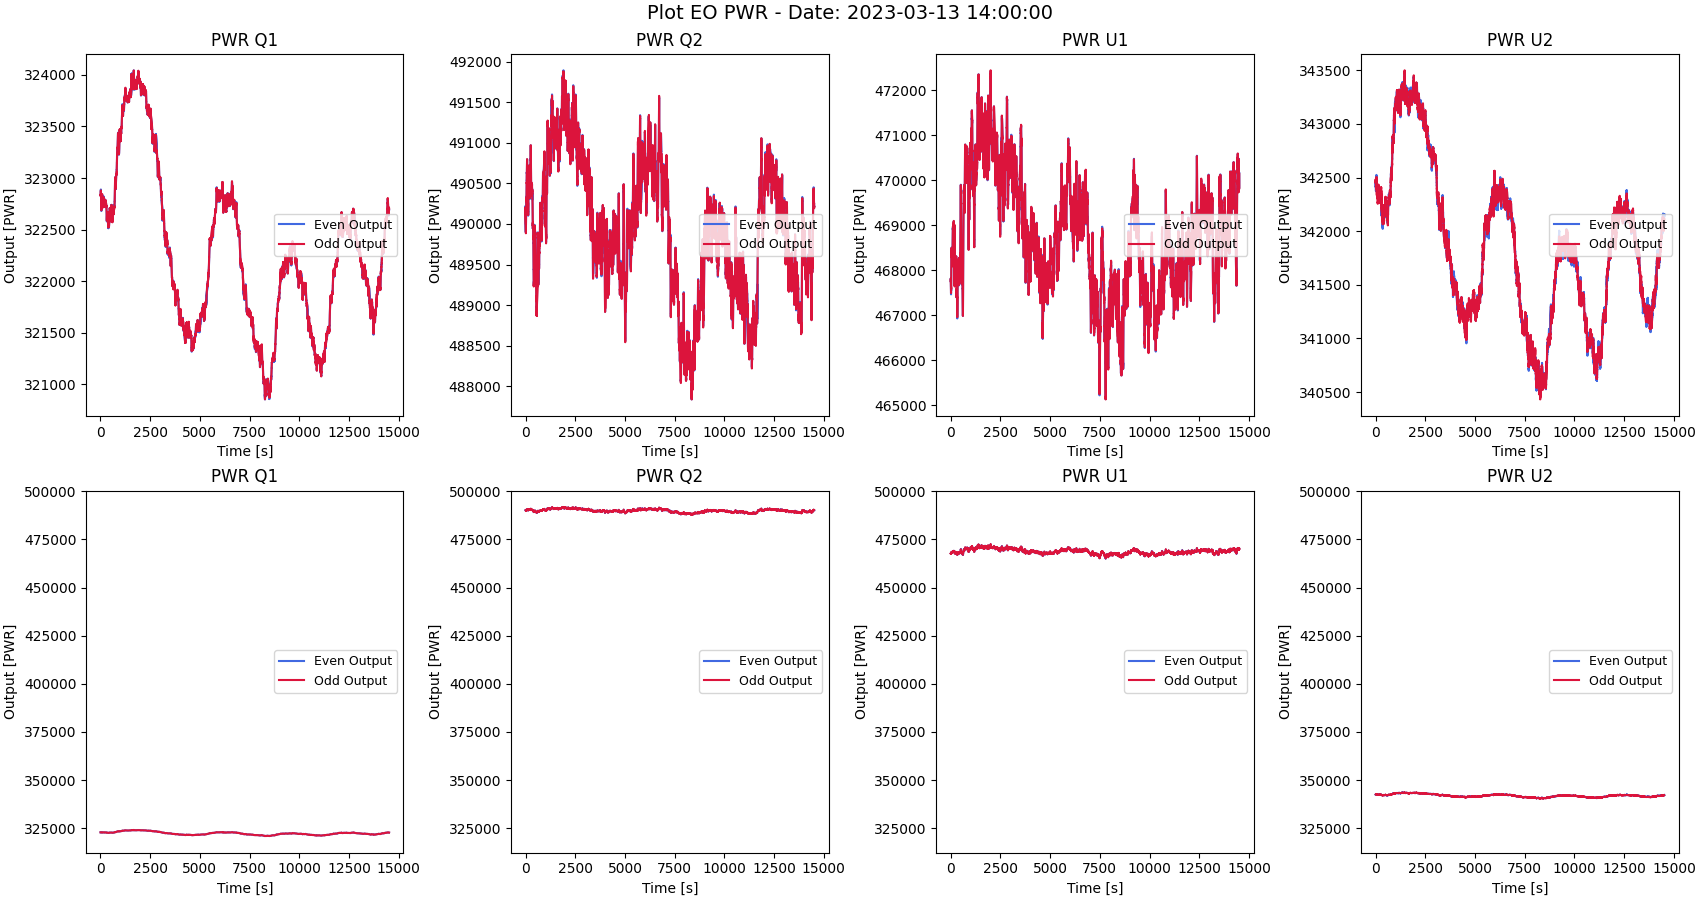 Plot EO PWR - Date: 2023-03-13 14:00:00
PWR Q1
324000
323500
323000
322500
322000
321500
321000
Output [PWR]
Even Output
Odd Output
0 2500 5000 7500 10000 12500 15000
Time [s]
PWR Q2
492000
491500
491000
490500
490000
489500
489000
488500
488000
Output [PWR]
Even Output
Odd Output
0 2500 5000 7500 10000 12500 15000
Time [s]
PWR U1
472000
471000
470000
469000
468000
467000
466000
465000
Output [PWR]
Even Output
Odd Output
0 2500 5000 7500 10000 12500 15000
Time [s]
PWR U2
343500
343000
342500
342000
341500
341000
340500
Output [PWR]
Even Output
Odd Output
0 2500 5000 7500 10000 12500 15000
Time [s]
PWR Q1
500000
475000
450000
425000
400000
375000
350000
325000
Output [PWR]
Even Output
Odd Output
0 2500 5000 7500 10000 12500 15000
Time [s]
PWR Q2
500000
475000
450000
425000
400000
375000
350000
325000
Output [PWR]
Even Output
Odd Output
0 2500 5000 7500 10000 12500 15000
Time [s]
PWR U1
500000
475000
450000
425000
400000
375000
350000
325000
Output [PWR]
Even Output
Odd Output
0 2500 5000 7500 10000 12500 15000
Time [s]
PWR U2
500000
475000
450000
425000
400000
375000
350000
325000
Output [PWR]
Even Output
Odd Output
0 2500 5000 7500 10000 12500 15000
Time [s]